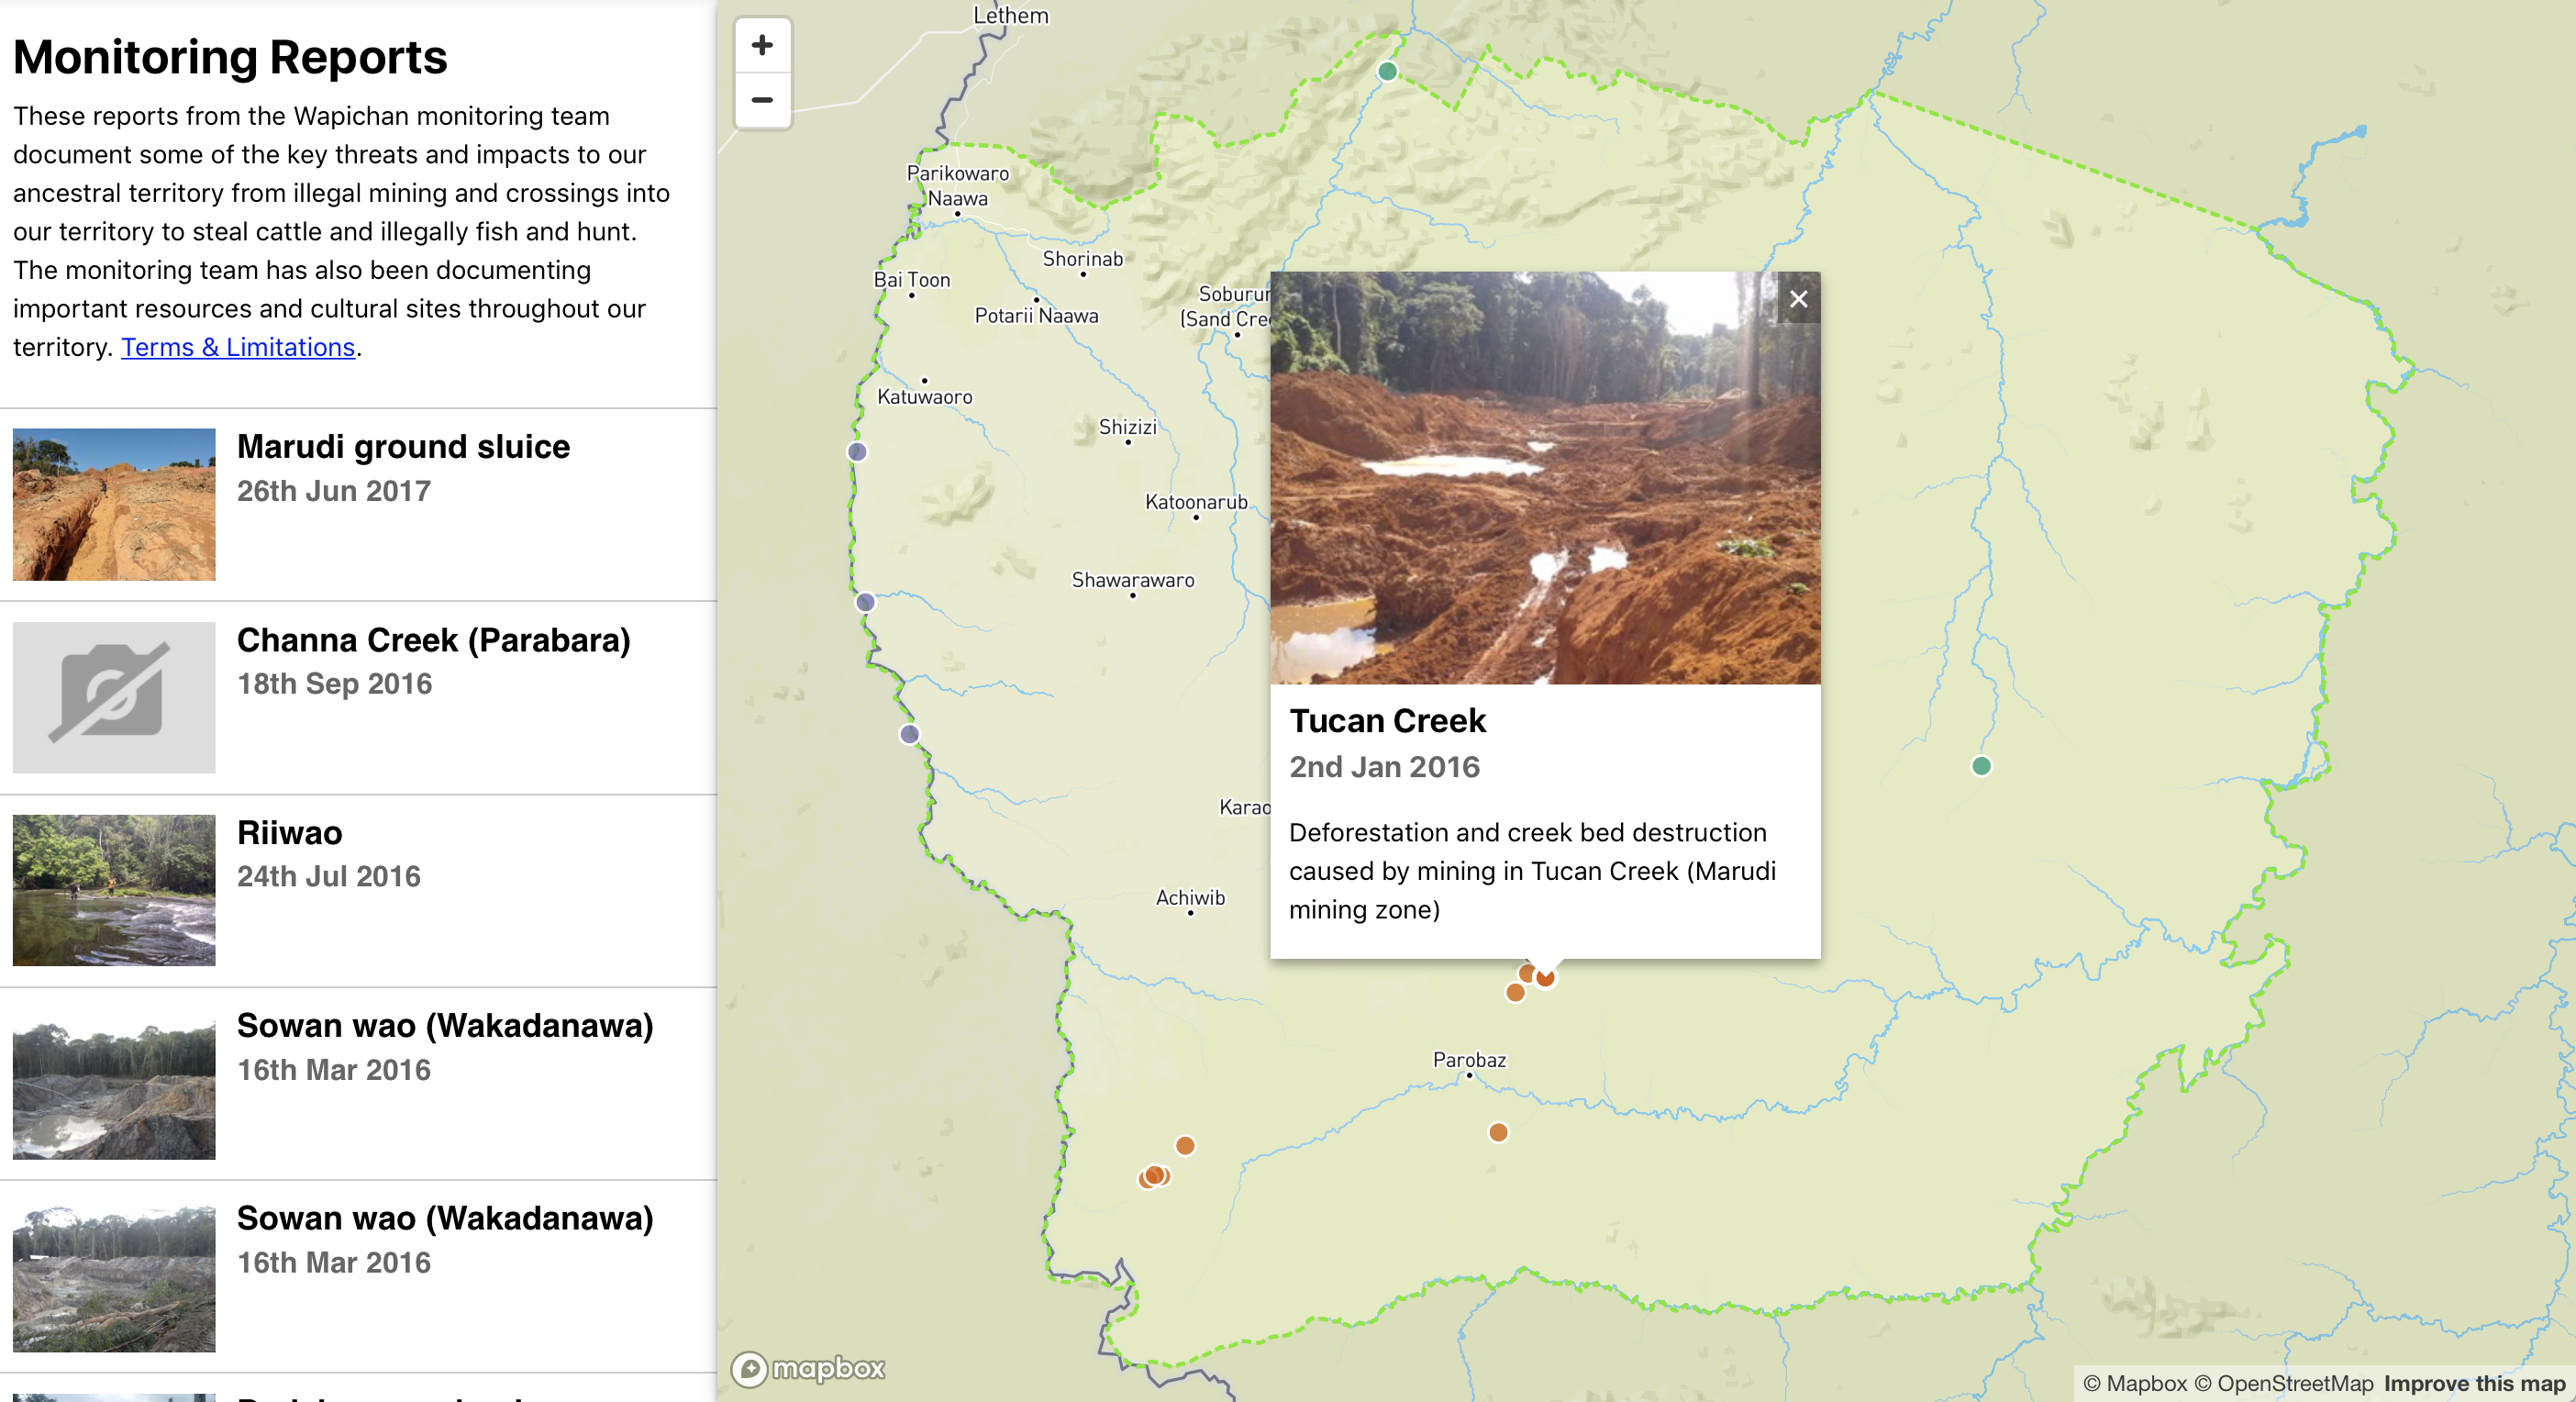 Monitoring Reports
These reports from the Wapichan monitoring team
document some of the key threats and impacts to our
ancestral territory from illegal mining and crossings into
our territory to steal cattle and illegally fish and hunt.
The monitoring team has also been documenting
important resources and cultural sites throughout our
territory. Terms & Limitations.
Marudi ground sluice
26th Jun 2017
Channa Creek (Parabara)
18th Sep 2016
Riiwao
24th Jul 2016
Sowan wao (Wakadanawa)
16th Mar 2016
Sowan wao (Wakadanawa)
16th Mar 2016
+
−
Lethem
Parikowaro
Naawa
Shorinab
Bai Toon
Potarii Naawa
Soburur
(Sand Cree
Katuwaoro
Shizizi
Katoonarub
Shawarawaro
Karao
Achiwib
Parobaz
×
Tucan Creek
2nd Jan 2016
Deforestation and creek bed destruction
caused by mining in Tucan Creek (Marudi
mining zone)
mapbox
© Mapbox © OpenStreetMap Improve this map